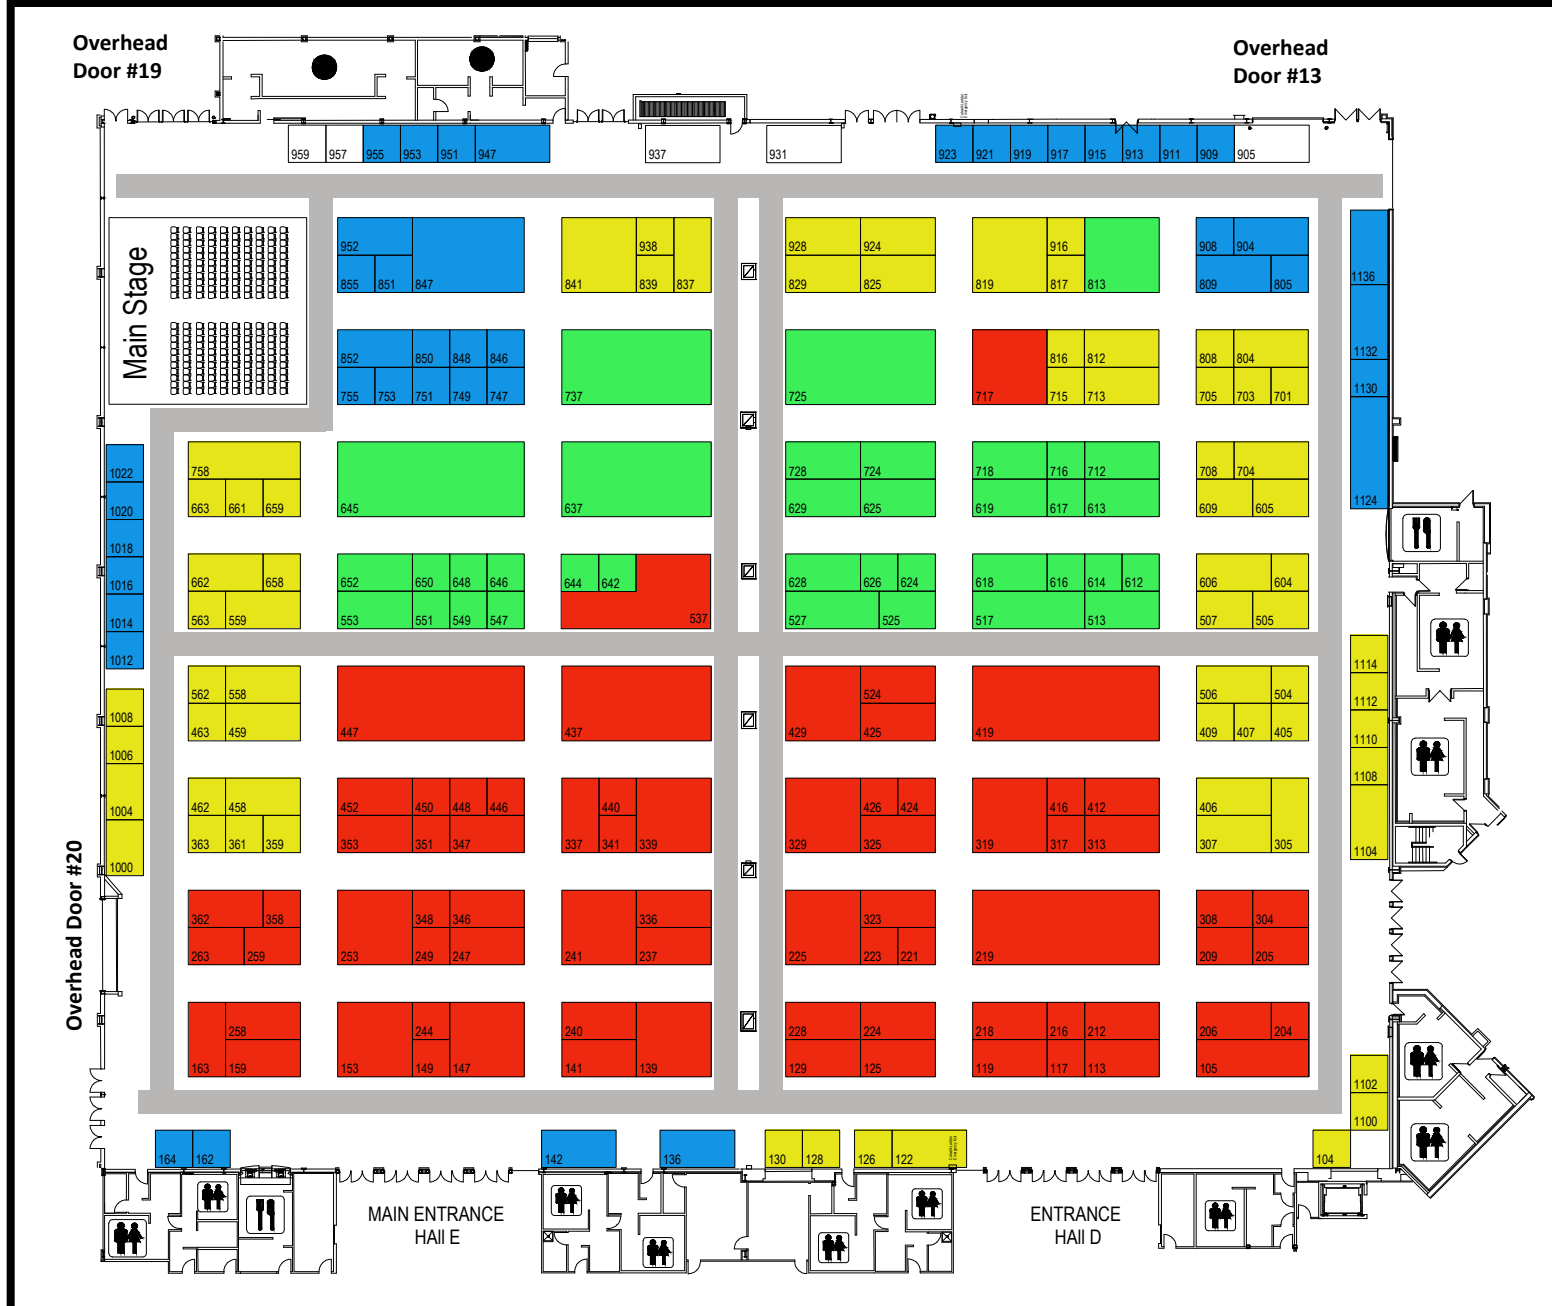 Overhead
Door #19
Overhead
Door #13
959 957 955 953 951 947 937 931 923 921 919 917 915 913 911 909 905
Main Stage
952 938 928 924 916 908 904
855 851 847 841 839 837 829 825 819 817 813 809 805 1136
852 850 848 846 816 812 808 804 1132
755 753 751 749 747 737 725 717 715 713 705 703 701 1130
1022 758 728 724 718 716 712 708 704
1020 663 661 659 645 637 629 625 619 617 613 609 605 1124
1018
1016 662 658 652 650 648 646 644 642 628 626 624 618 616 614 612 606 604
1014 563 559 553 551 549 547 537 527 525 517 513 507 505
1012 1114
562 558 524 506 504 1112
1008 463 459 447 437 429 425 419 409 407 405 1110
1006 1108
1004 462 458 452 450 448 446 440 426 424 416 412 406
363 361 359 353 351 347 337 341 339 329 325 319 317 313 307 305 1104
1000
Overhead Door #20
362 358 348 346 336 323 308 304
263 259 253 249 247 241 237 225 223 221 219 209 205
258 244 240 228 224 218 216 212 206 204
163 159 153 149 147 141 139 129 125 119 117 113 105
1102
1100
164 162 142 136 130 128 126 122 104
MAIN ENTRANCE
HAll E
ENTRANCE
HAll D